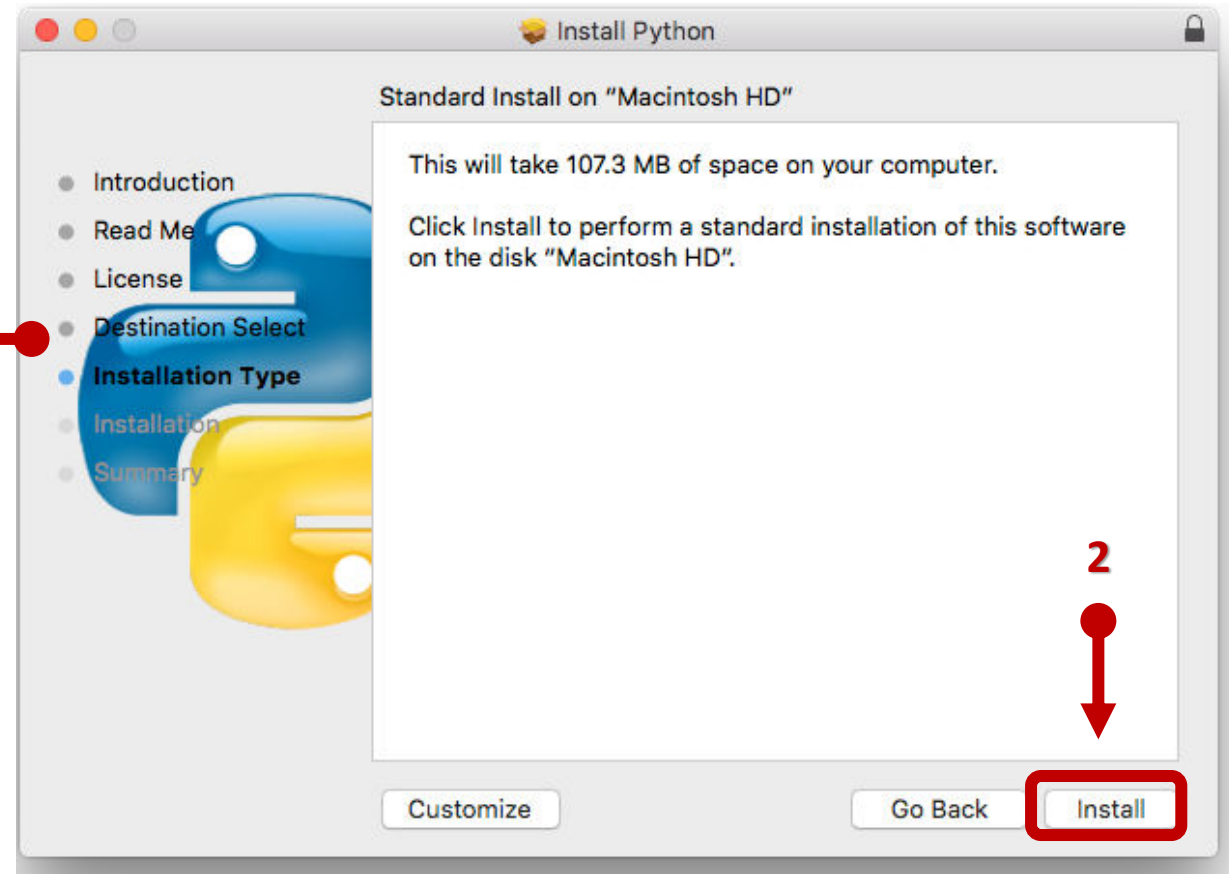 Install Python
Standard Install on “Macintosh HD”
Introduction
Read Me
License
Destination Select
Installation Type
Installation
Summary
This will take 107.3 MB of space on your computer.
Click Install to perform a standard installation of this software
on the disk “Macintosh HD”.
2
Customize
Go Back
Install